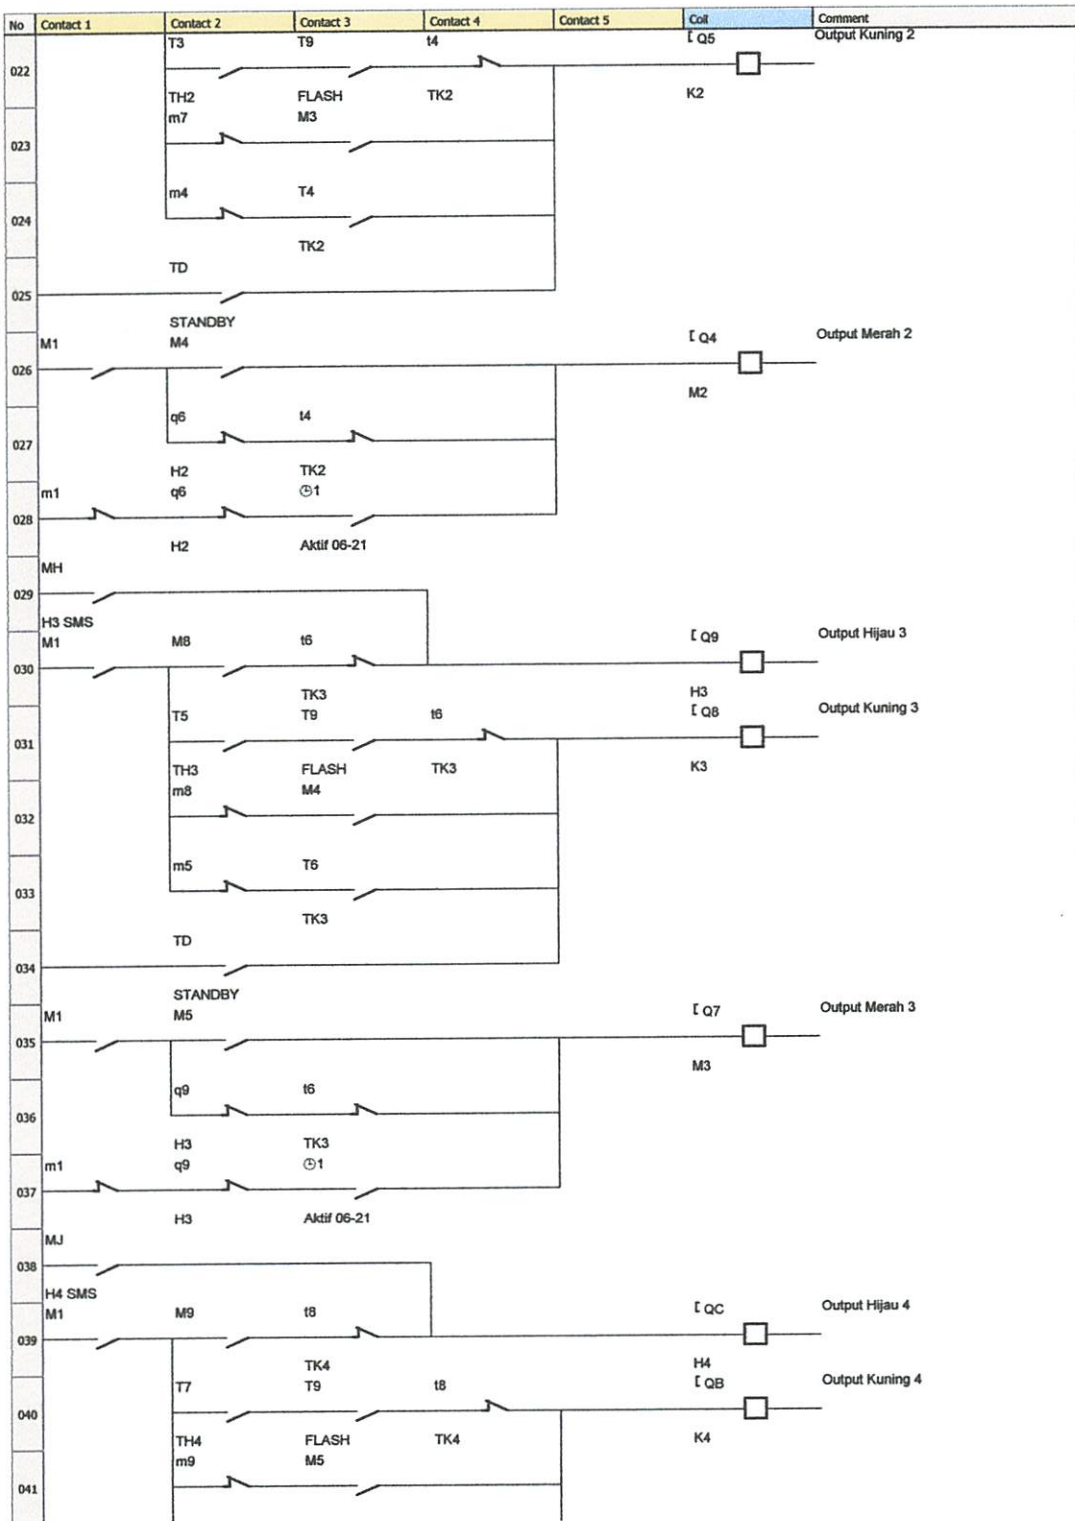 No Contact 1 Contact 2 Contact 3 Contact 4 Contact 5 Coil Comment
T3 T9 t4 [ Q5 Output Kuning 2
022
TH2 FLASH TK2 K2
m7 M3
023
m4 T4
024
TK2
TD
025
STANDBY
M1 M4 [ Q4 Output Merah 2
026
M2
q6 t4
027
H2 TK2
m1 q6 1
028
H2 Aktif 06-21
MH
029
H3 SMS
M1 M8 t6 [ Q9 Output Hijau 3
030
TK3 H3
T5 T9 t6 [ Q8 Output Kuning 3
031
TH3 FLASH TK3 K3
m8 M4
032
m5 T6
033
TK3
TD
034
STANDBY
M1 M5 [ Q7 Output Merah 3
035
M3
q9 t6
036
H3 TK3
m1 q9 1
037
H3 Aktif 06-21
MJ
038
H4 SMS
M1 M9 t8 [ QC Output Hijau 4
039
TK4 H4
T7 T9 t8 [ QB Output Kuning 4
040
TH4 FLASH TK4 K4
m9 M5
041